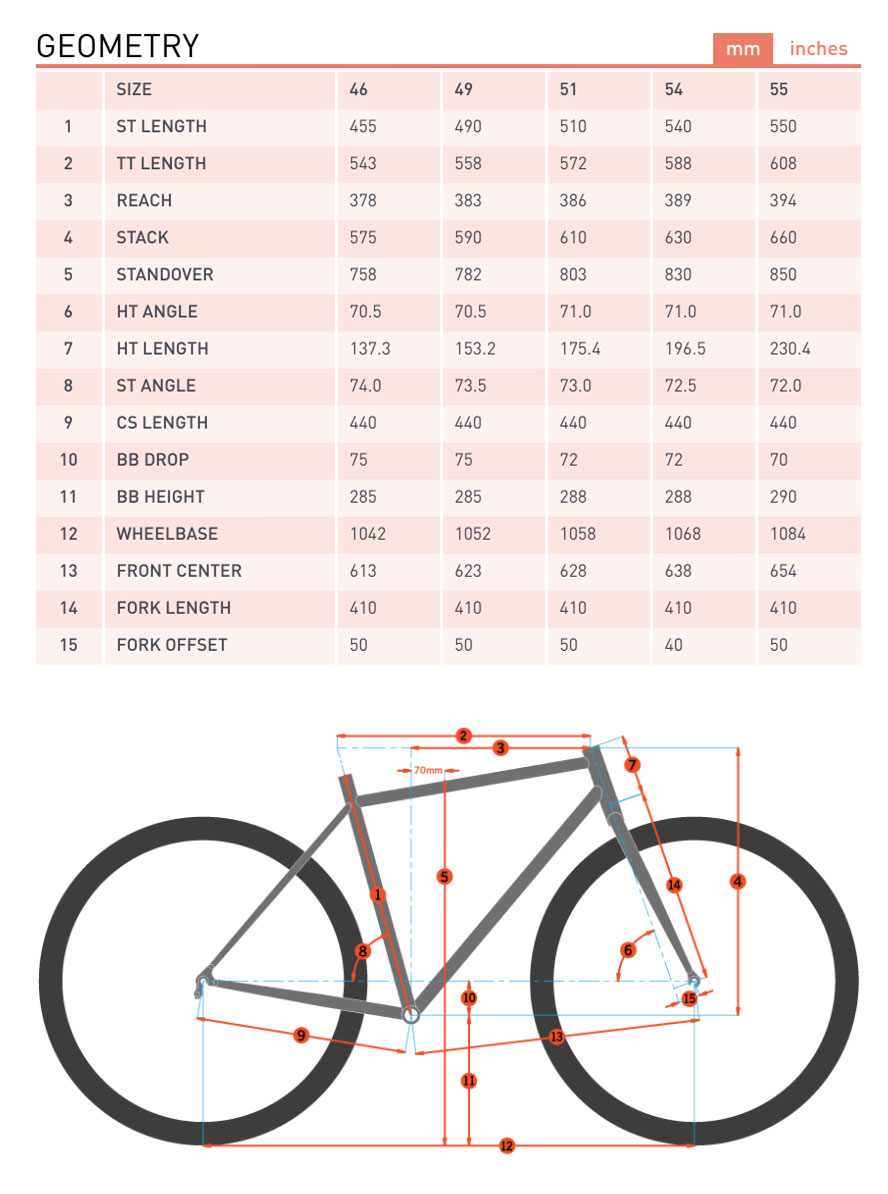 GEOMETRY mm inches
SIZE 46 49 51 54 55
1 ST LENGTH 455 490 510 540 550
2 TT LENGTH 543 558 572 588 608
3 REACH 378 383 386 389 394
4 STACK 575 590 610 630 660
5 STANDOVER 758 782 803 830 850
6 HT ANGLE 70.5 70.5 71.0 71.0 71.0
7 HT LENGTH 137.3 153.2 175.4 196.5 230.4
8 ST ANGLE 74.0 73.5 73.0 72.5 72.0
9 CS LENGTH 440 440 440 440 440
10 BB DROP 75 75 72 72 70
11 BB HEIGHT 285 285 288 288 290
12 WHEELBASE 1042 1052 1058 1068 1084
13 FRONT CENTER 613 623 628 638 654
14 FORK LENGTH 410 410 410 410 410
15 FORK OFFSET 50 50 50 40 50
2
3
70mm
7
5
4
14
1
8
6
10
15
9
13
11
12